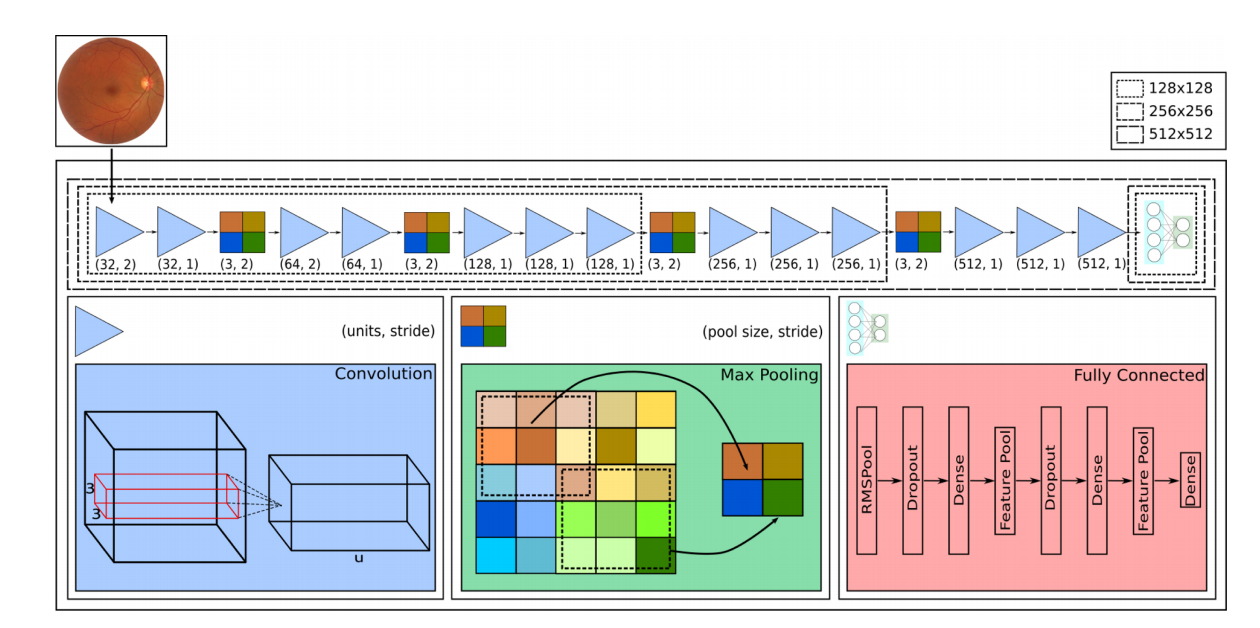 128x128
256x256
512x512
(32, 2) (32, 1) (3, 2) (64, 2) (64, 1) (3, 2) (128, 1) (128, 1) (128, 1) (3, 2) (256, 1) (256, 1) (256, 1) (3, 2) (512, 1) (512, 1) (512, 1)
(units, stride)
Convolution
3
3
u
(pool size, stride)
Max Pooling
Fully Connected
RMSPool
Dropout
Dense
Feature Pool
Dropout
Dense
Feature Pool
Dense